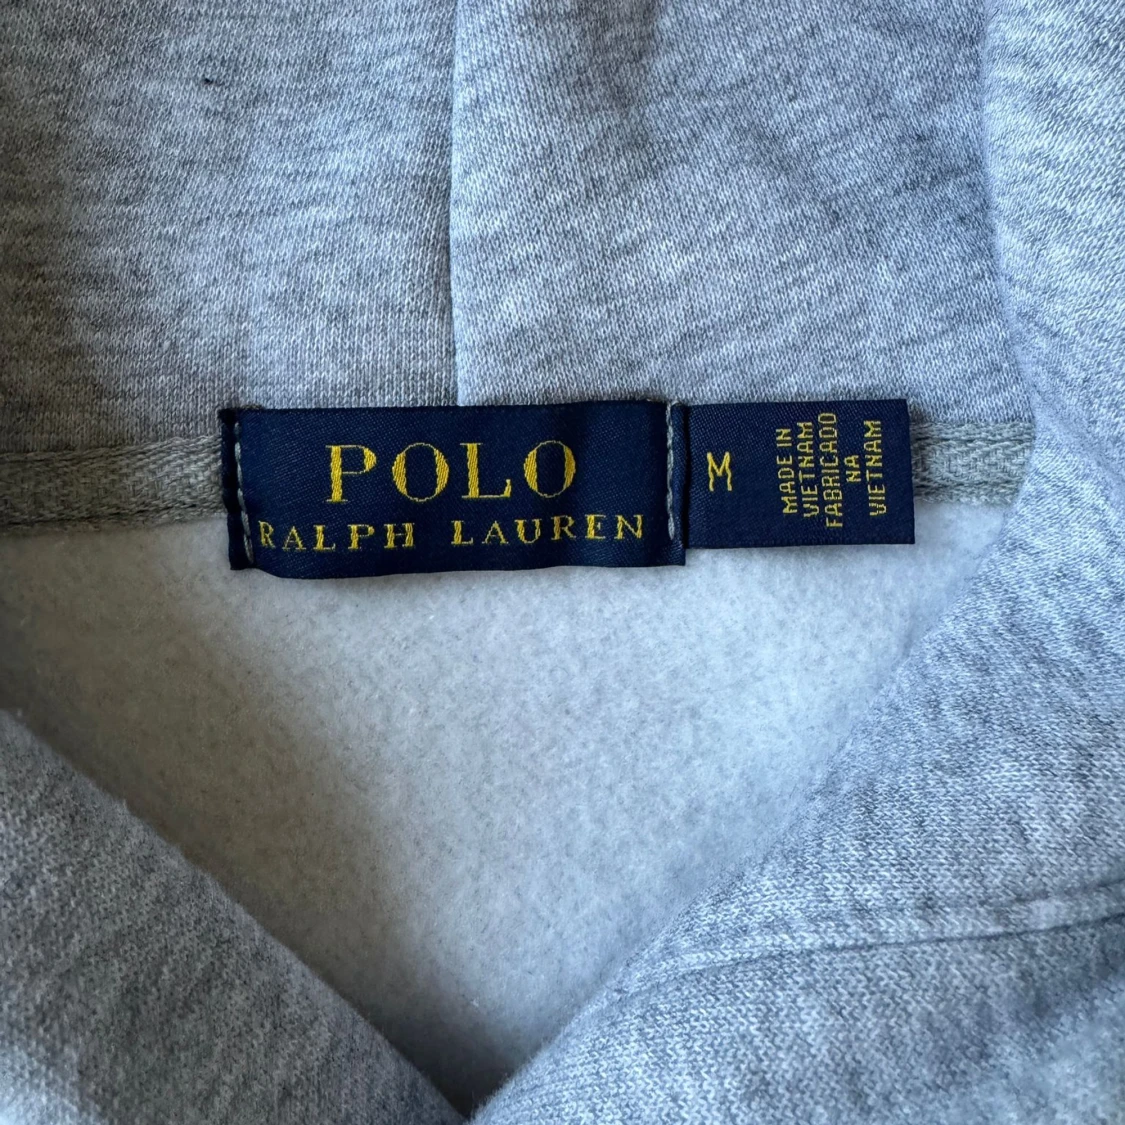 POLO
RALPH LAUREN
M
MADE IN
VIETNAM
FABRICADO
NA
VIETNAM